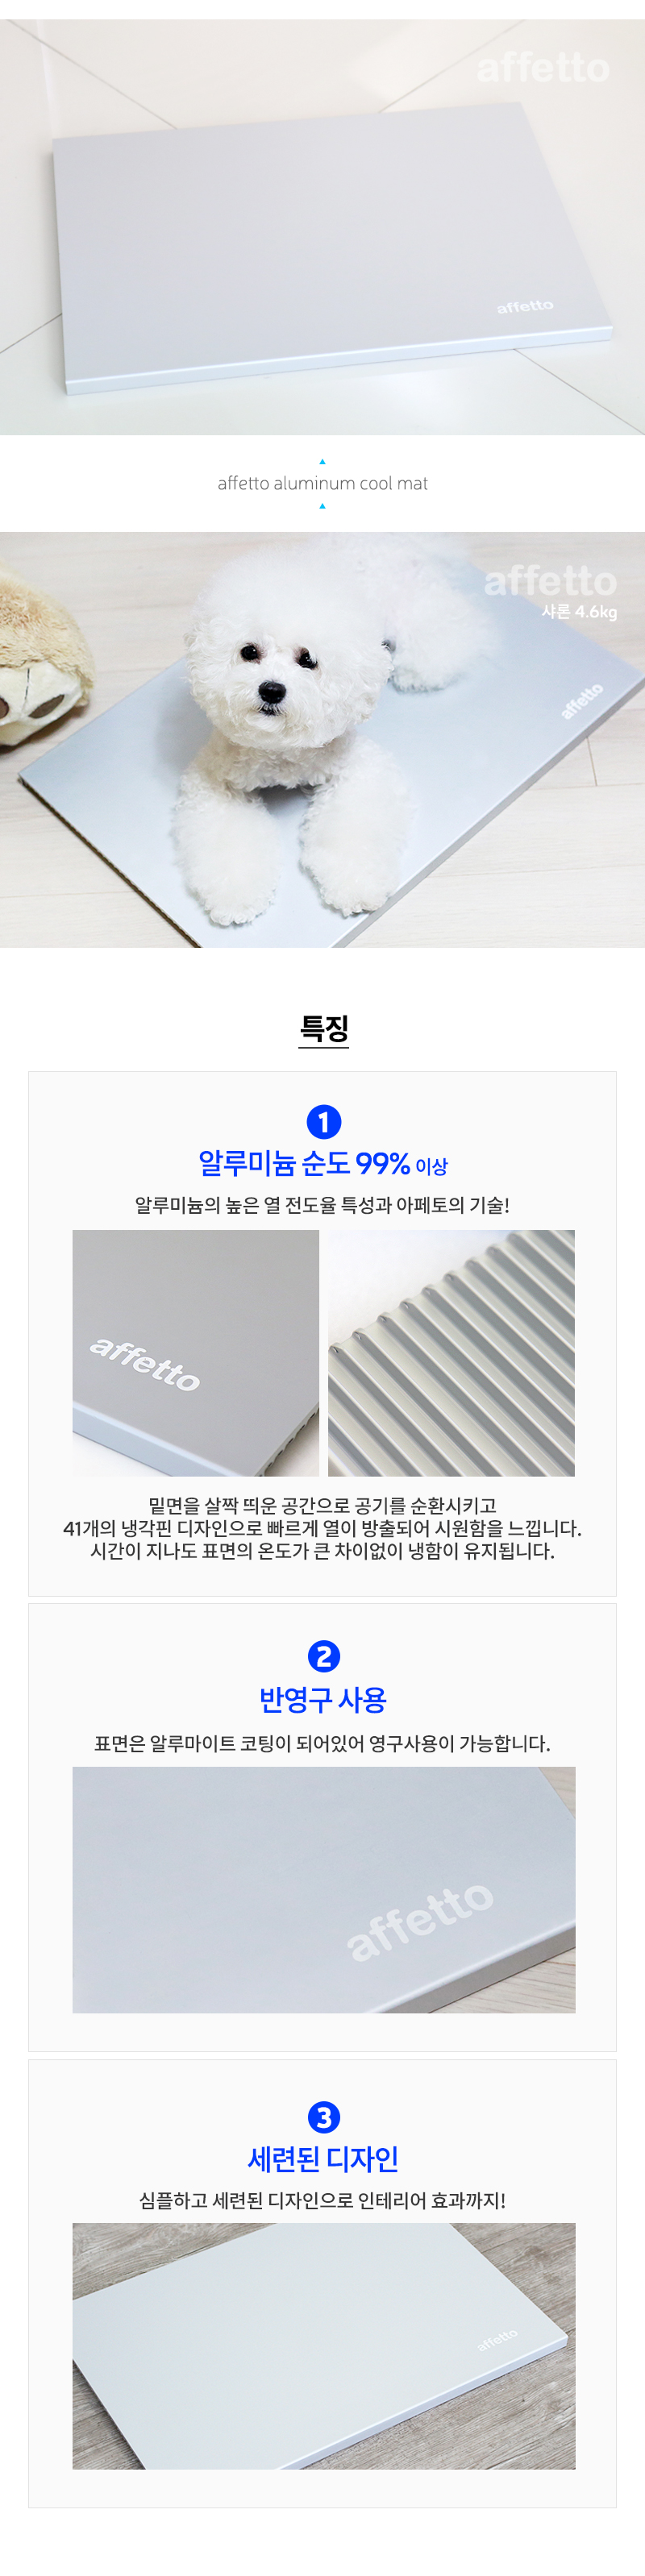 affetto
affetto
affetto aluminum cool mat
affetto
샤론 4.6kg
affetto
특징
1
알루미늄 순도 99% 이상
알루미늄의 높은 열 전도율 특성과 아페토의 기술!
affetto
밑면을 살짝 띄운 공간으로 공기를 순환시키고
41개의 냉각핀 디자인으로 빠르게 열이 방출되어 시원함을 느낍니다.
시간이 지나도 표면의 온도가 큰 차이없이 냉함이 유지됩니다.
2
반영구 사용
표면은 알루마이트 코팅이 되어있어 영구사용이 가능합니다.
affetto
3
세련된 디자인
심플하고 세련된 디자인으로 인테리어 효과까지!
affetto